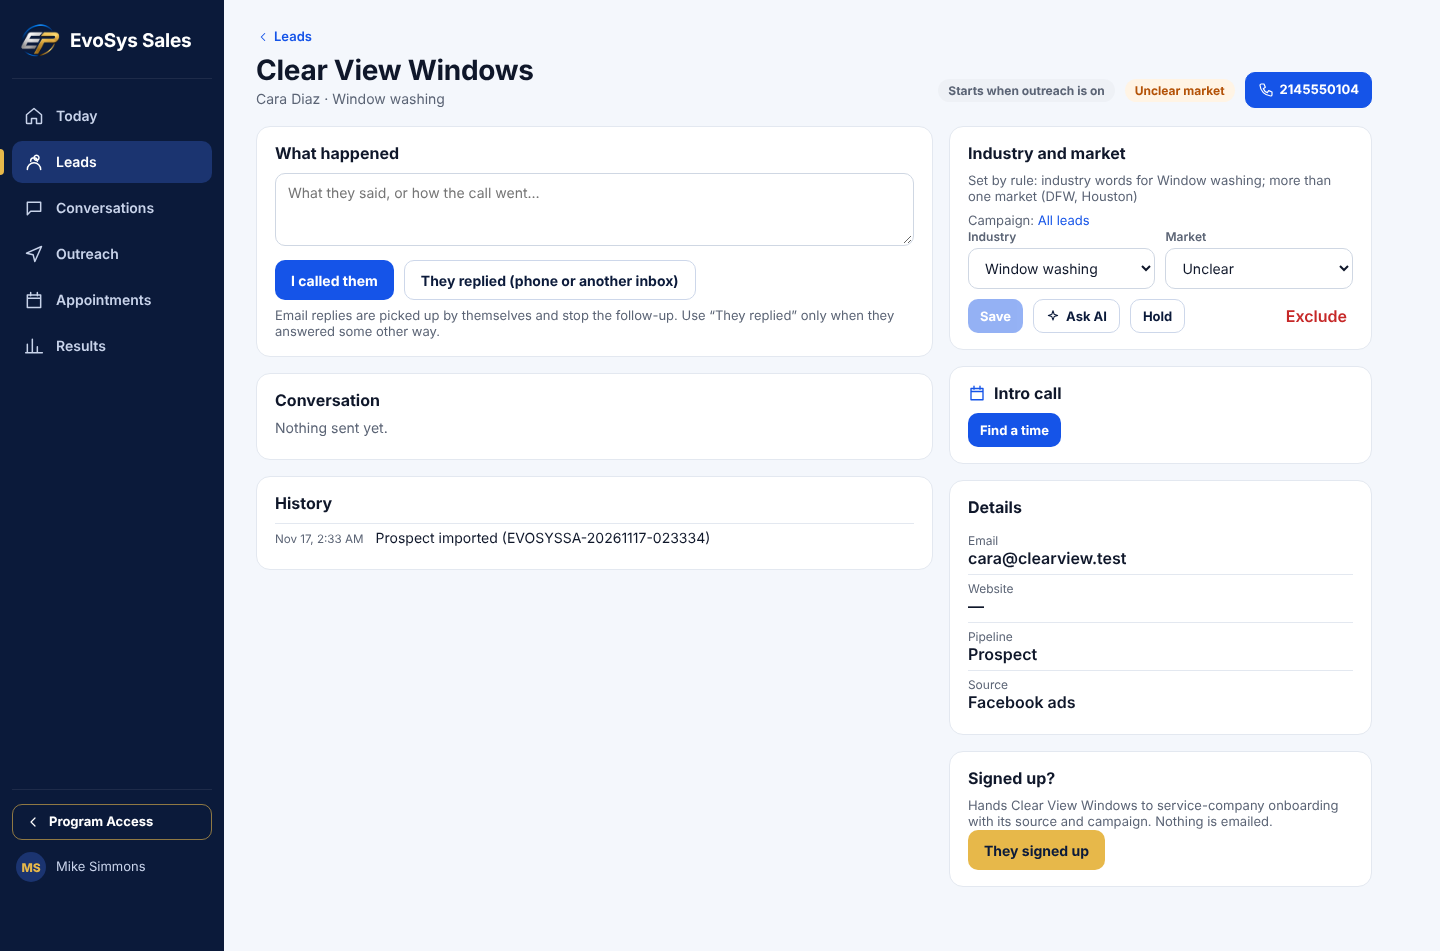 EvoSys Sales
Today
Leads
Conversations
Outreach
Appointments
Results
Program Access
MS
Mike Simmons
Leads
Clear View Windows
Cara Diaz · Window washing
Starts when outreach is on
Unclear market
2145550104
What happened
What they said, or how the call went...
I called them
They replied (phone or another inbox)
Email replies are picked up by themselves and stop the follow-up. Use “They replied” only when they
answered some other way.
Conversation
Nothing sent yet.
History
Nov 17, 2:33 AM Prospect imported (EVOSYSSA-20261117-023334)
Industry and market
Set by rule: industry words for Window washing; more than
one market (DFW, Houston)
Campaign: All leads
Industry
Market
Window washing
Unclear
Save
Ask AI
Hold
Exclude
Intro call
Find a time
Details
Email
cara@clearview.test
Website
—
Pipeline
Prospect
Source
Facebook ads
Signed up?
Hands Clear View Windows to service-company onboarding
with its source and campaign. Nothing is emailed.
They signed up